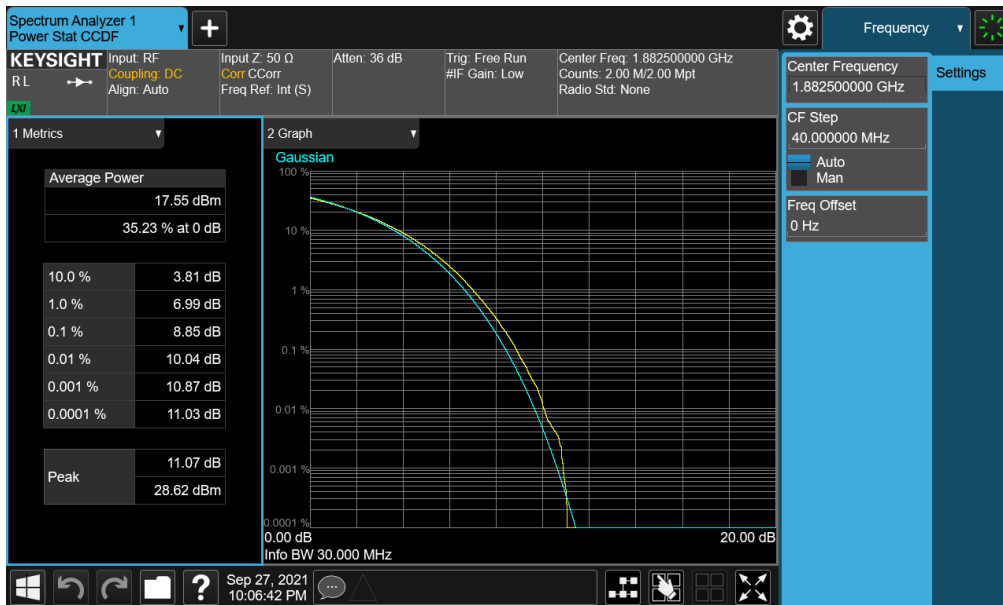 Spectrum Analyzer 1
Power Stat CCDF
Frequency
KEYSIGHT
R L
LXI
Input: RF
Coupling: DC
Align: Auto
Input Z: 50 Ω
Corr CCorr
Freq Ref: Int (S)
Atten: 36 dB
Trig: Free Run
#IF Gain: Low
Center Freq: 1.882500000 GHz
Counts: 2.00 M/2.00 Mpt
Radio Std: None
Center Frequency
1.882500000 GHz
Settings
CF Step
40.000000 MHz
Auto
Man
Freq Offset
0 Hz
1 Metrics
Average Power
17.55 dBm
35.23 % at 0 dB
10.0 % 3.81 dB
1.0 % 6.99 dB
0.1 % 8.85 dB
0.01 % 10.04 dB
0.001 % 10.87 dB
0.0001 % 11.03 dB
Peak
11.07 dB
28.62 dBm
2 Graph
Gaussian
100 %
10 %
1 %
0.1 %
0.01 %
0.001 %
0.0001 %
0.00 dB 20.00 dB
Info BW 30.000 MHz
?
Sep 27, 2021
10:06:42 PM